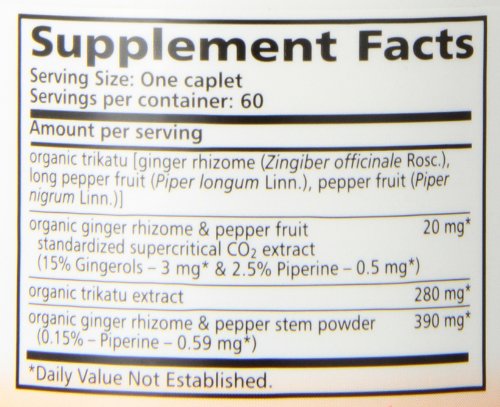 Supplement Facts
Serving Size: One caplet
Servings per container: 60
Amount per serving
organic trikatu [ginger rhizome (Zingiber officinale Rosc.),
long pepper fruit (Piper longum Linn.), pepper fruit (Piper
nigrum Linn.)]
organic ginger rhizome & pepper fruit 20 mg*
standardized supercritical CO₂ extract
(15% Gingerols – 3 mg* & 2.5% Piperine – 0.5 mg*)
organic trikatu extract 280 mg*
organic ginger rhizome & pepper stem powder 390 mg*
(0.15% – Piperine – 0.59 mg*)
*Daily Value Not Established.